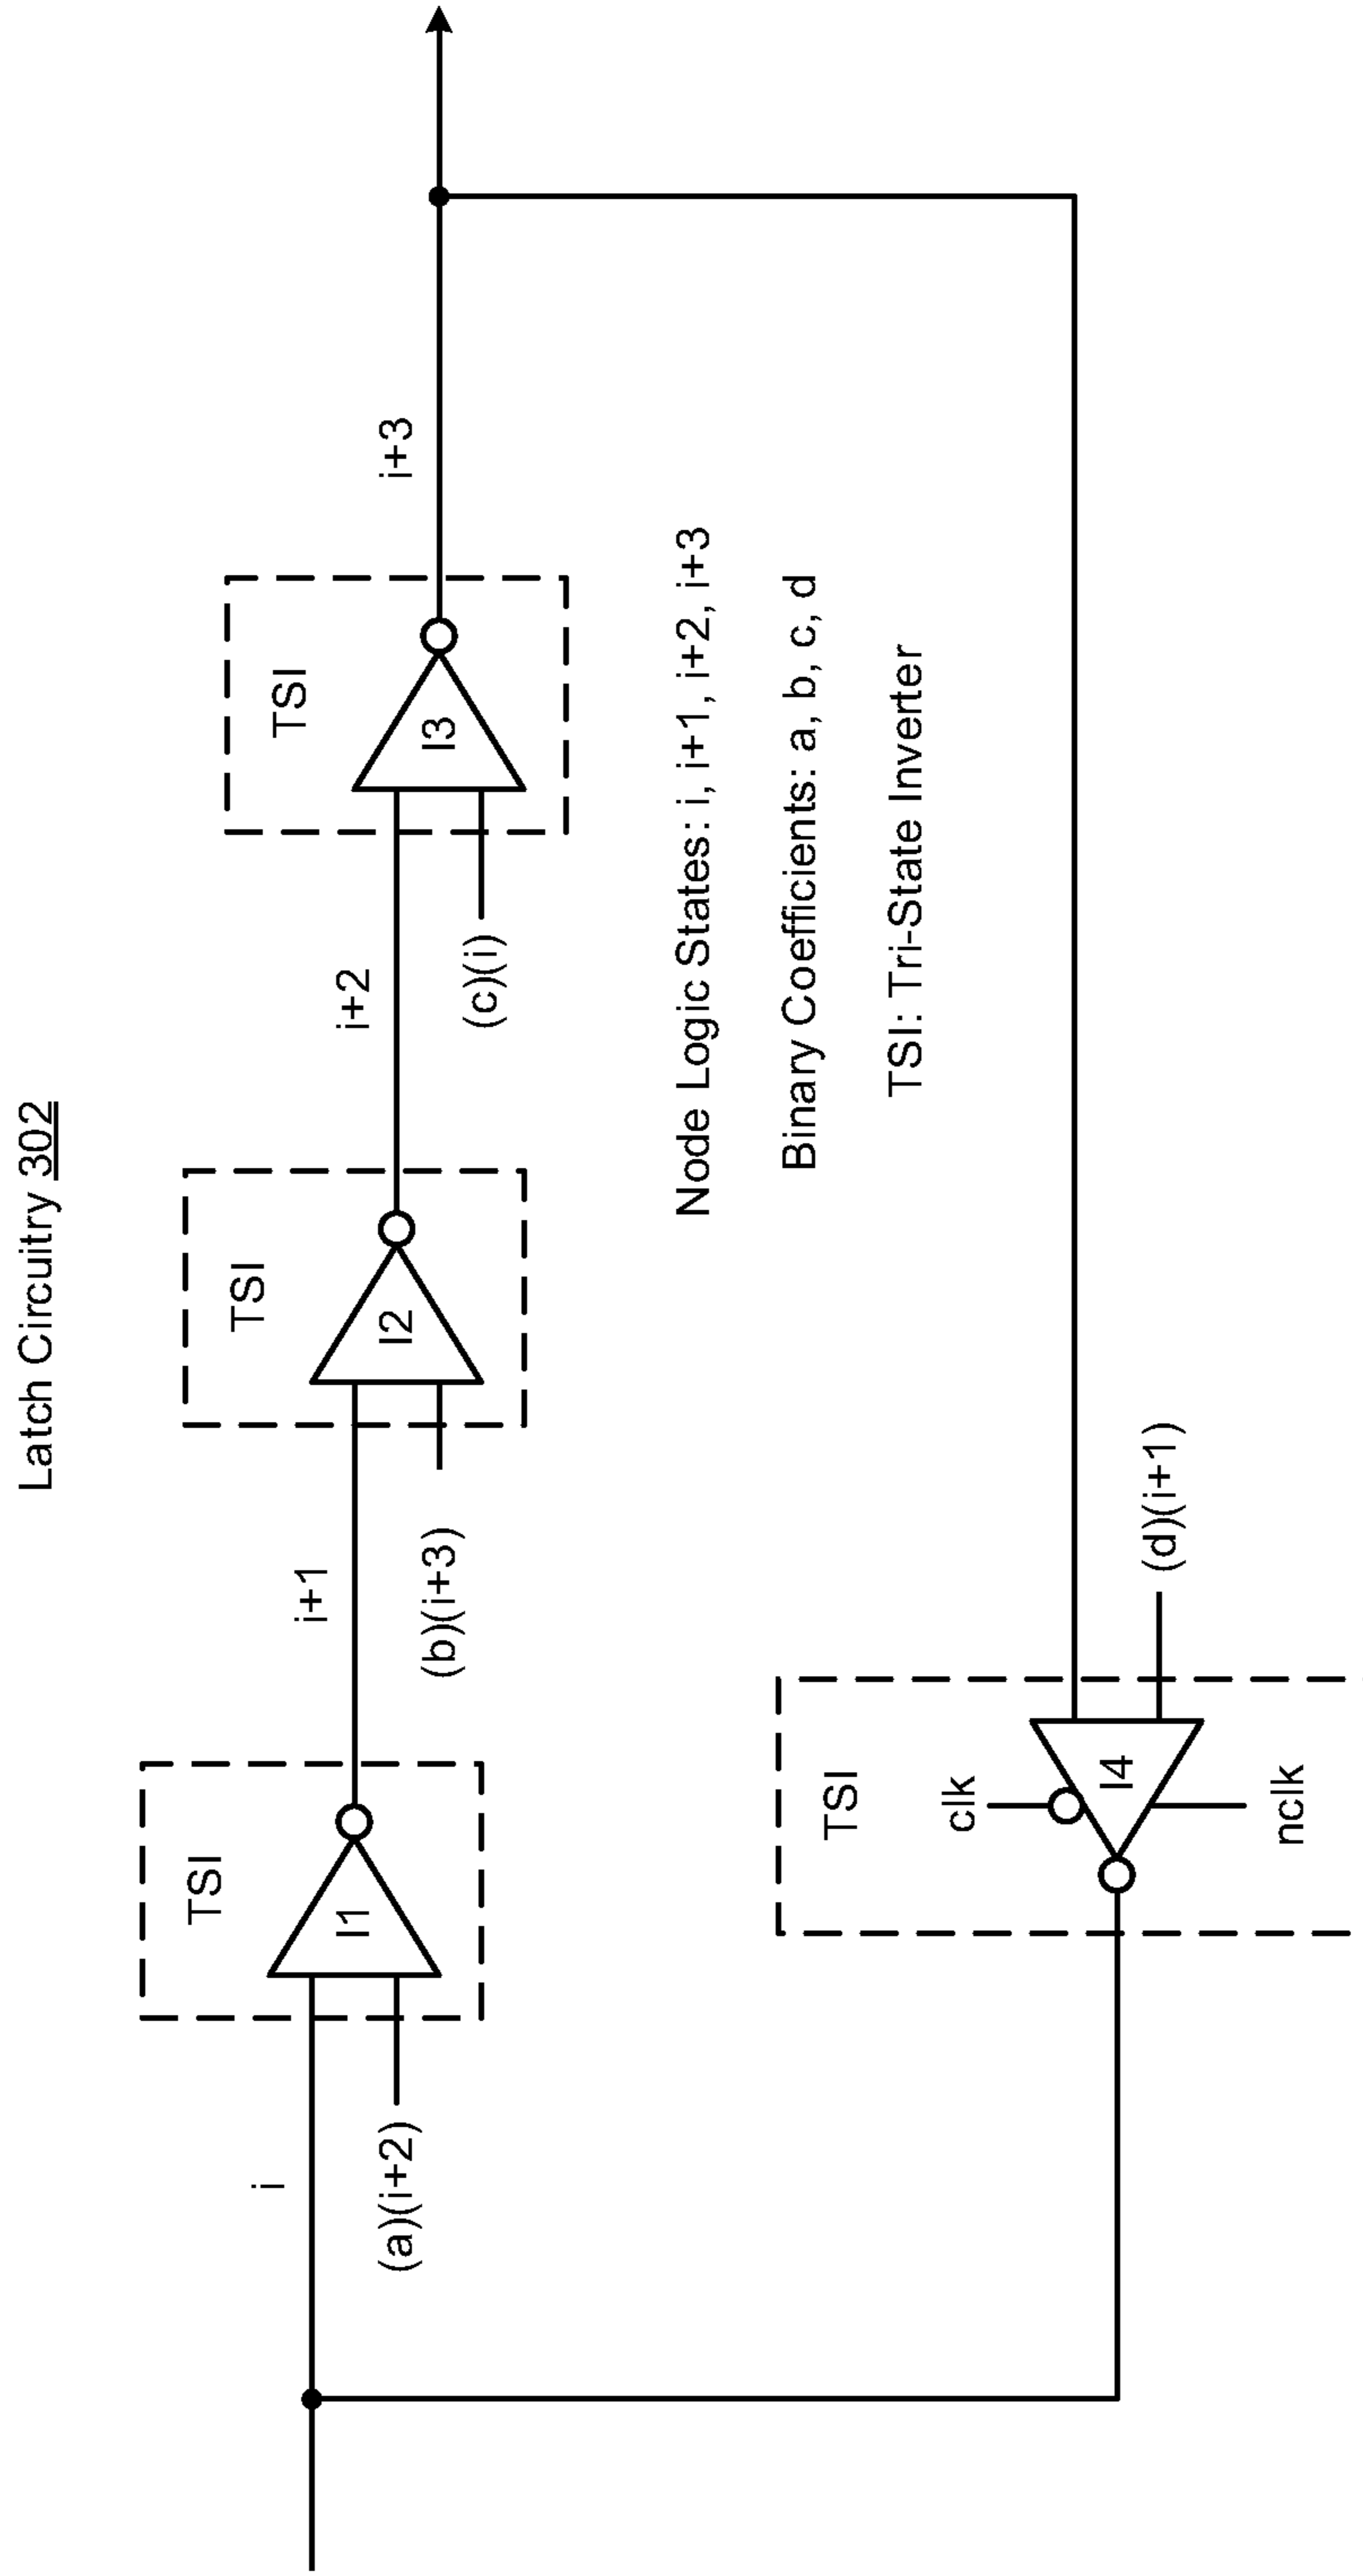 Latch Circuitry 302
TSI
I1
i
(a)(i+2)
TSI
I2
i+1
(b)(i+3)
TSI
I3
i+2
(c)(i)
i+3
Node Logic States: i, i+1, i+2, i+3
Binary Coefficients: a, b, c, d
TSI: Tri-State Inverter
TSI
clk
I4
nclk
(d)(i+1)